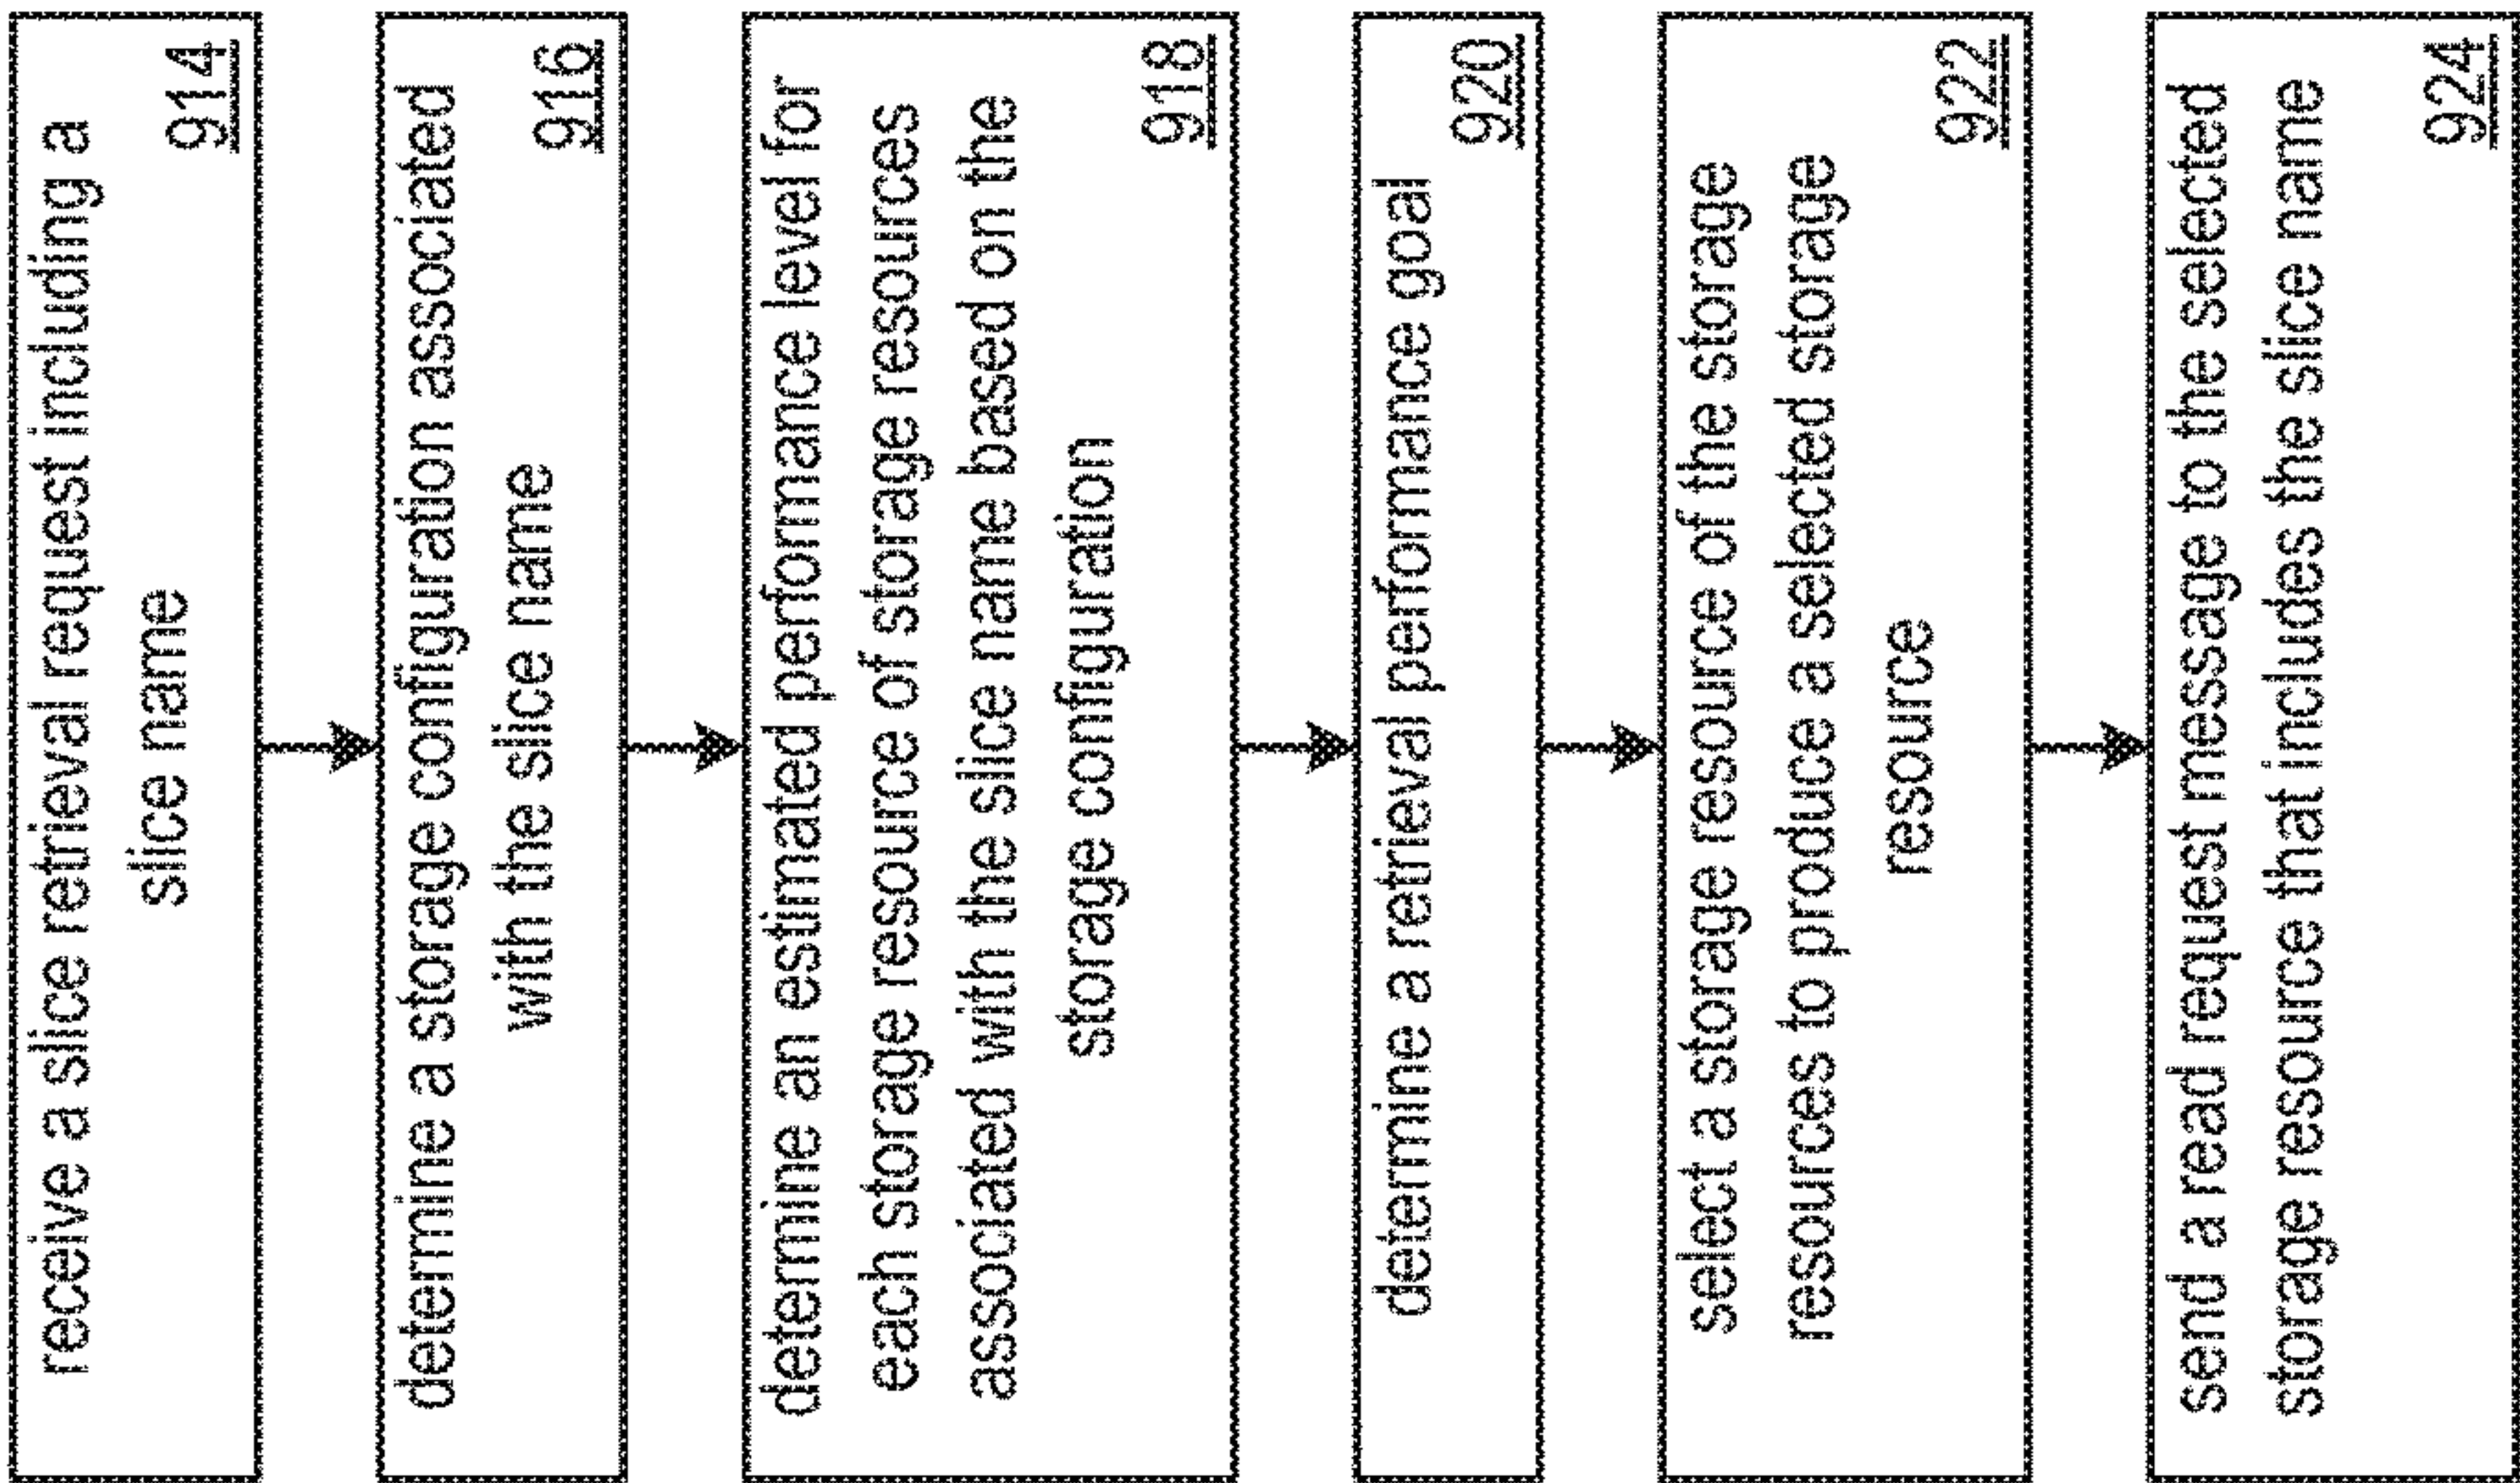 receive a slice retrieval request including a
slice name
914
determine a storage configuration associated
with the slice name
916
determine an estimated performance level for
each storage resource of storage resources
associated with the slice name based on the
storage configuration
918
determine a retrieval performance goal
920
select a storage resource of the storage
resources to produce a selected storage
resource
922
send a read request message to the selected
storage resource that includes the slice name
924